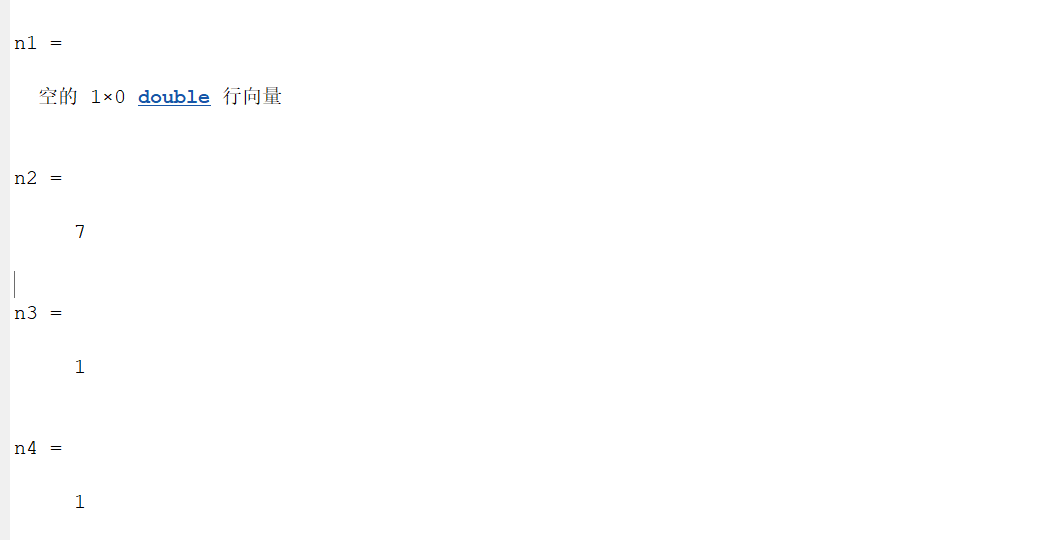 n1 =
空的 1×0 double 行向量
n2 =
7
n3 =
1
n4 =
1